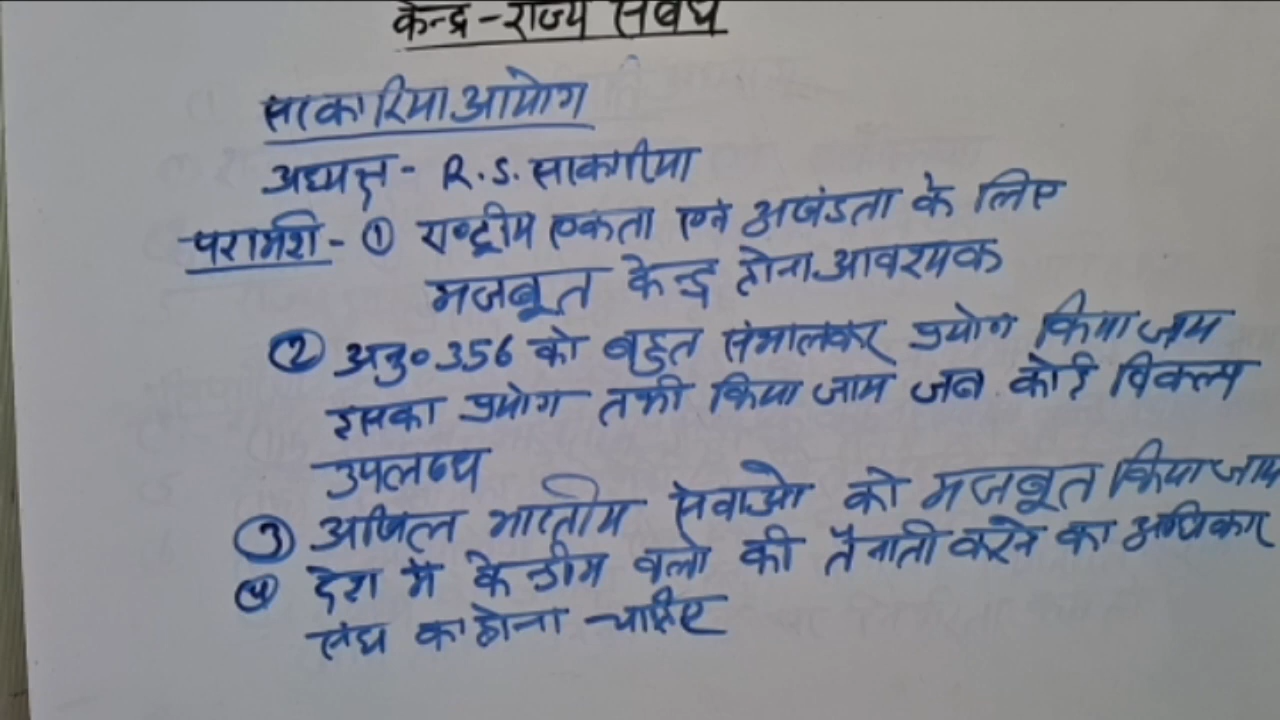 केन्द्र-राज्य संबंध
सरकारिया आयोग
अध्यक्ष - R.S. सरकारिया
परामर्श - ① राष्ट्रीय एकता एवं अखंडता के लिए
मजबूत केन्द्र होना आवश्यक
② अनु० 356 को बहुत संभालकर प्रयोग किया जाय
इसका प्रयोग तभी किया जाय जब कोई विकल्प
उपलब्ध
③ अखिल भारतीय सेवाओ को मजबूत किया जाय
④ देश मे केन्द्रीय बलो की तैनाती करने का अधिकार
संघ का होना चाहिए